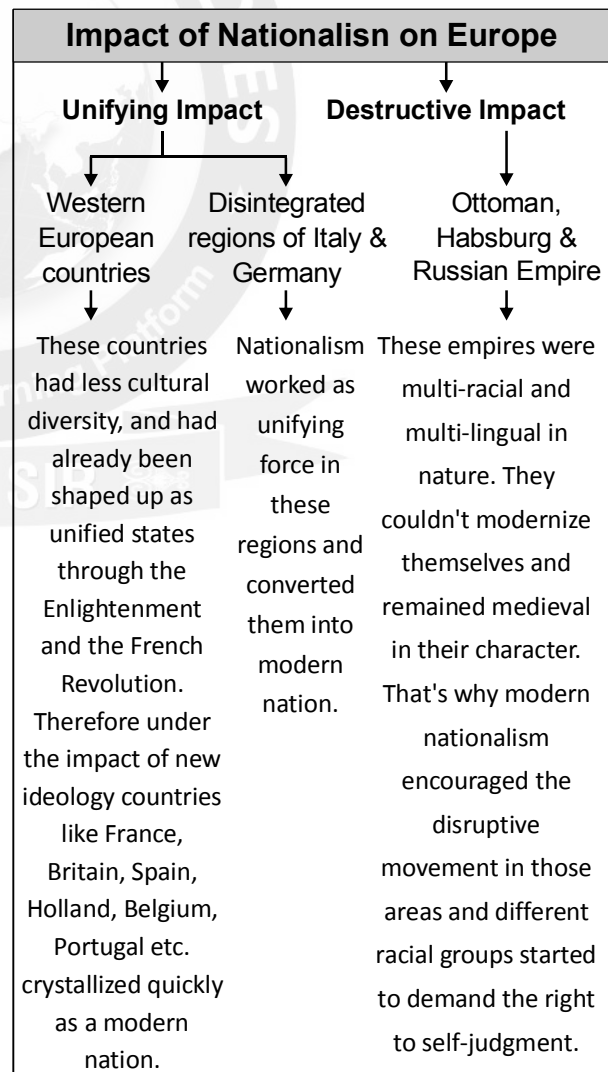 Impact of Nationalisn on Europe
Unifying Impact
Destructive Impact
Western
European
countries
Disintegrated
regions of Italy &
Germany
Ottoman,
Habsburg &
Russian Empire
These countries
had less cultural
diversity, and had
already been
shaped up as
unified states
through the
Enlightenment
and the French
Revolution.
Therefore under
the impact of new
ideology countries
like France,
Britain, Spain,
Holland, Belgium,
Portugal etc.
crystallized quickly
as a modern
nation.
Nationalism
worked as
unifying
force in
these
regions and
converted
them into
modern
nation.
These empires were
multi-racial and
multi-lingual in
nature. They
couldn't modernize
themselves and
remained medieval
in their character.
That's why modern
nationalism
encouraged the
disruptive
movement in those
areas and different
racial groups started
to demand the right
to self-judgment.
ES
rning Platform
SIR